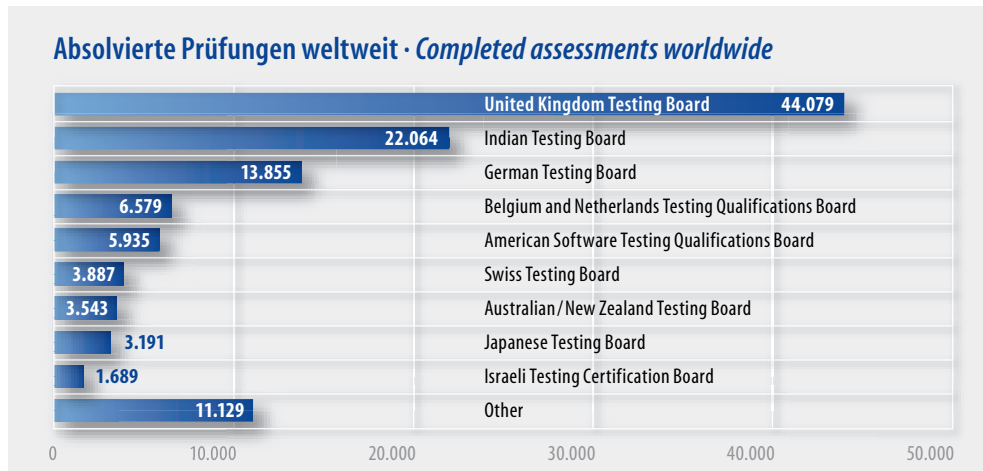 Absolvierte Prüfungen weltweit · Completed assessments worldwide
United Kingdom Testing Board 44.079
22.064 Indian Testing Board
13.855 German Testing Board
6.579 Belgium and Netherlands Testing Qualifications Board
5.935 American Software Testing Qualifications Board
3.887 Swiss Testing Board
3.543 Australian/New Zealand Testing Board
3.191 Japanese Testing Board
1.689 Israeli Testing Certification Board
11.129 Other
0 10.000 20.000 30.000 40.000 50.000